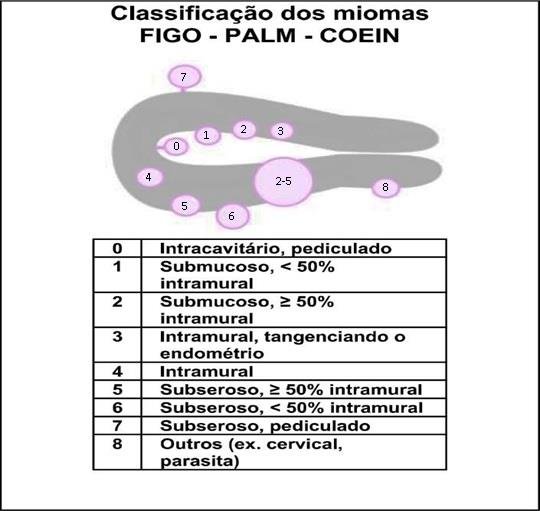 Classificação dos miomas
FIGO - PALM - COEIN
7
1
2
3
0
4
2-5
8
5
6
0 Intracavitário, pediculado
1 Submucoso, < 50%
intramural
2 Submucoso, ≥ 50%
intramural
3 Intramural, tangenciando o
endométrio
4 Intramural
5 Subseroso, ≥ 50% intramural
6 Subseroso, < 50% intramural
7 Subseroso, pediculado
8 Outros (ex. cervical,
parasita)